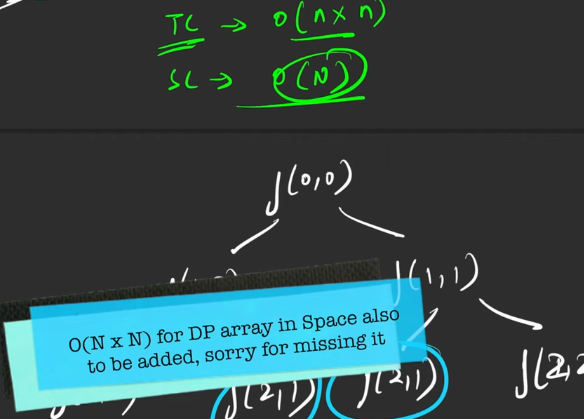 TC → O(n x n)
SC → O(N)
f(0,0)
f(1,1)
O(N x N) for DP array in Space also
to be added, sorry for missing it
f(2,1) f(2,1)